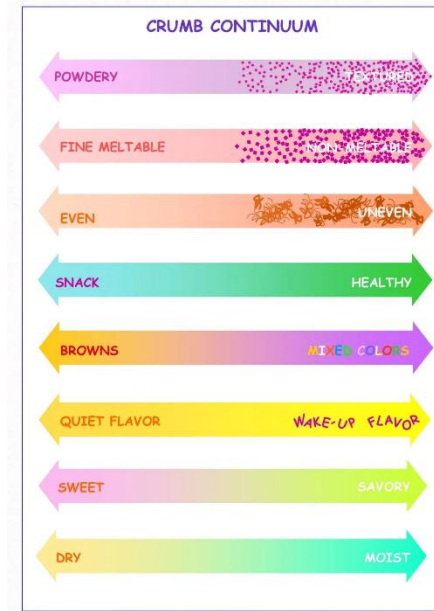 CRUMB CONTINUUM
POWDERY TEXTURED
FINE MELTABLE NON-MELTABLE
EVEN UNEVEN
SNACK HEALTHY
BROWNS MIXED COLORS
QUIET FLAVOR WAKE-UP FLAVOR
SWEET SAVORY
DRY MOIST